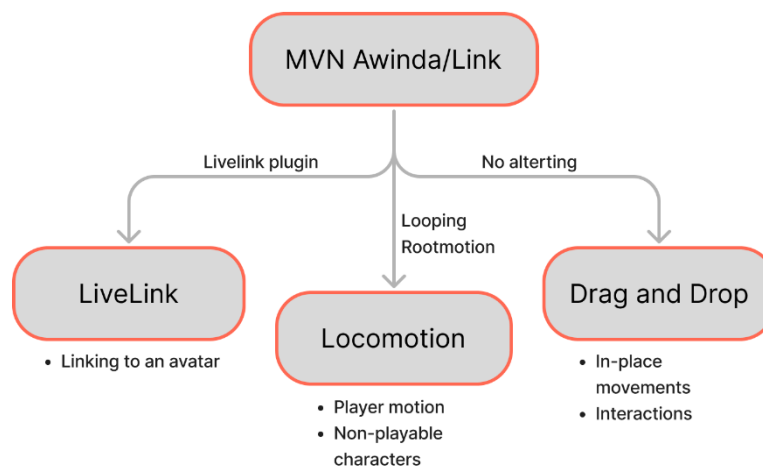 MVN Awinda/Link
Livelink plugin
No alterting
Looping
Rootmotion
LiveLink
• Linking to an avatar
Locomotion
• Player motion
• Non-playable
characters
Drag and Drop
• In-place
movements
• Interactions